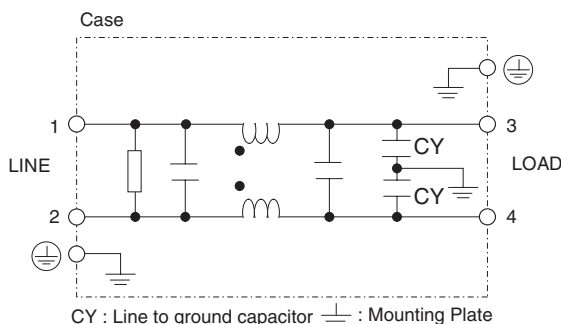 Case
1
3
CY
LINE
LOAD
CY
2
4
CY : Line to ground capacitor : Mounting Plate